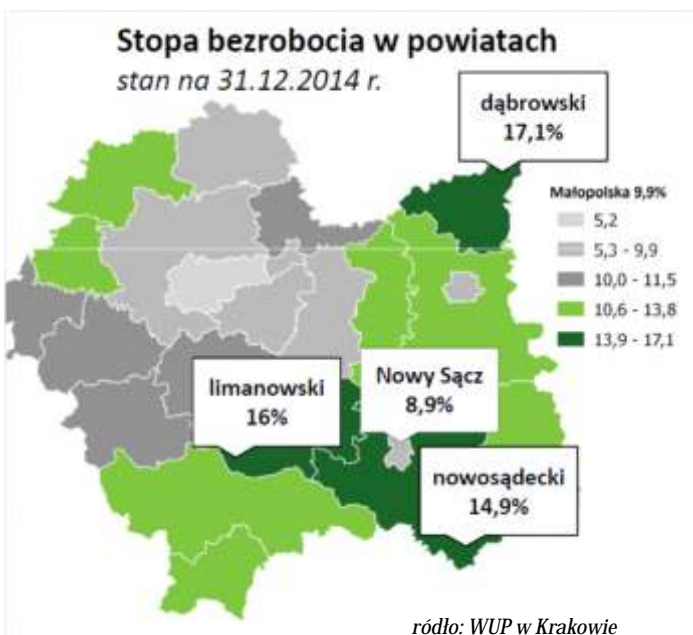 Stopa bezrobocia w powiatach
stan na 31.12.2014 r.
dąbrowski
17,1%
Małopolska 9,9%
5,2
5,3 - 9,9
10,0 - 11,5
10,6 - 13,8
13,9 - 17,1
limanowski
16%
Nowy Sącz
8,9%
nowosądecki
14,9%
ródło: WUP w Krakowie